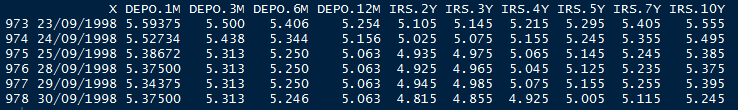 X DEPO.1M DEPO.3M DEPO.6M DEPO.12M IRS.2Y IRS.3Y IRS.4Y IRS.5Y IRS.7Y IRS.10Y
973 23/09/1998 5.59375 5.500 5.406 5.254 5.105 5.145 5.215 5.295 5.405 5.555
974 24/09/1998 5.52734 5.438 5.344 5.156 5.025 5.075 5.155 5.245 5.355 5.495
975 25/09/1998 5.38672 5.313 5.250 5.063 4.935 4.975 5.065 5.145 5.245 5.385
976 28/09/1998 5.37500 5.313 5.250 5.063 4.925 4.965 5.045 5.125 5.235 5.375
977 29/09/1998 5.34375 5.313 5.250 5.063 4.945 4.985 5.075 5.155 5.255 5.395
978 30/09/1998 5.37500 5.313 5.246 5.063 4.815 4.855 4.925 5.005 5.115 5.245